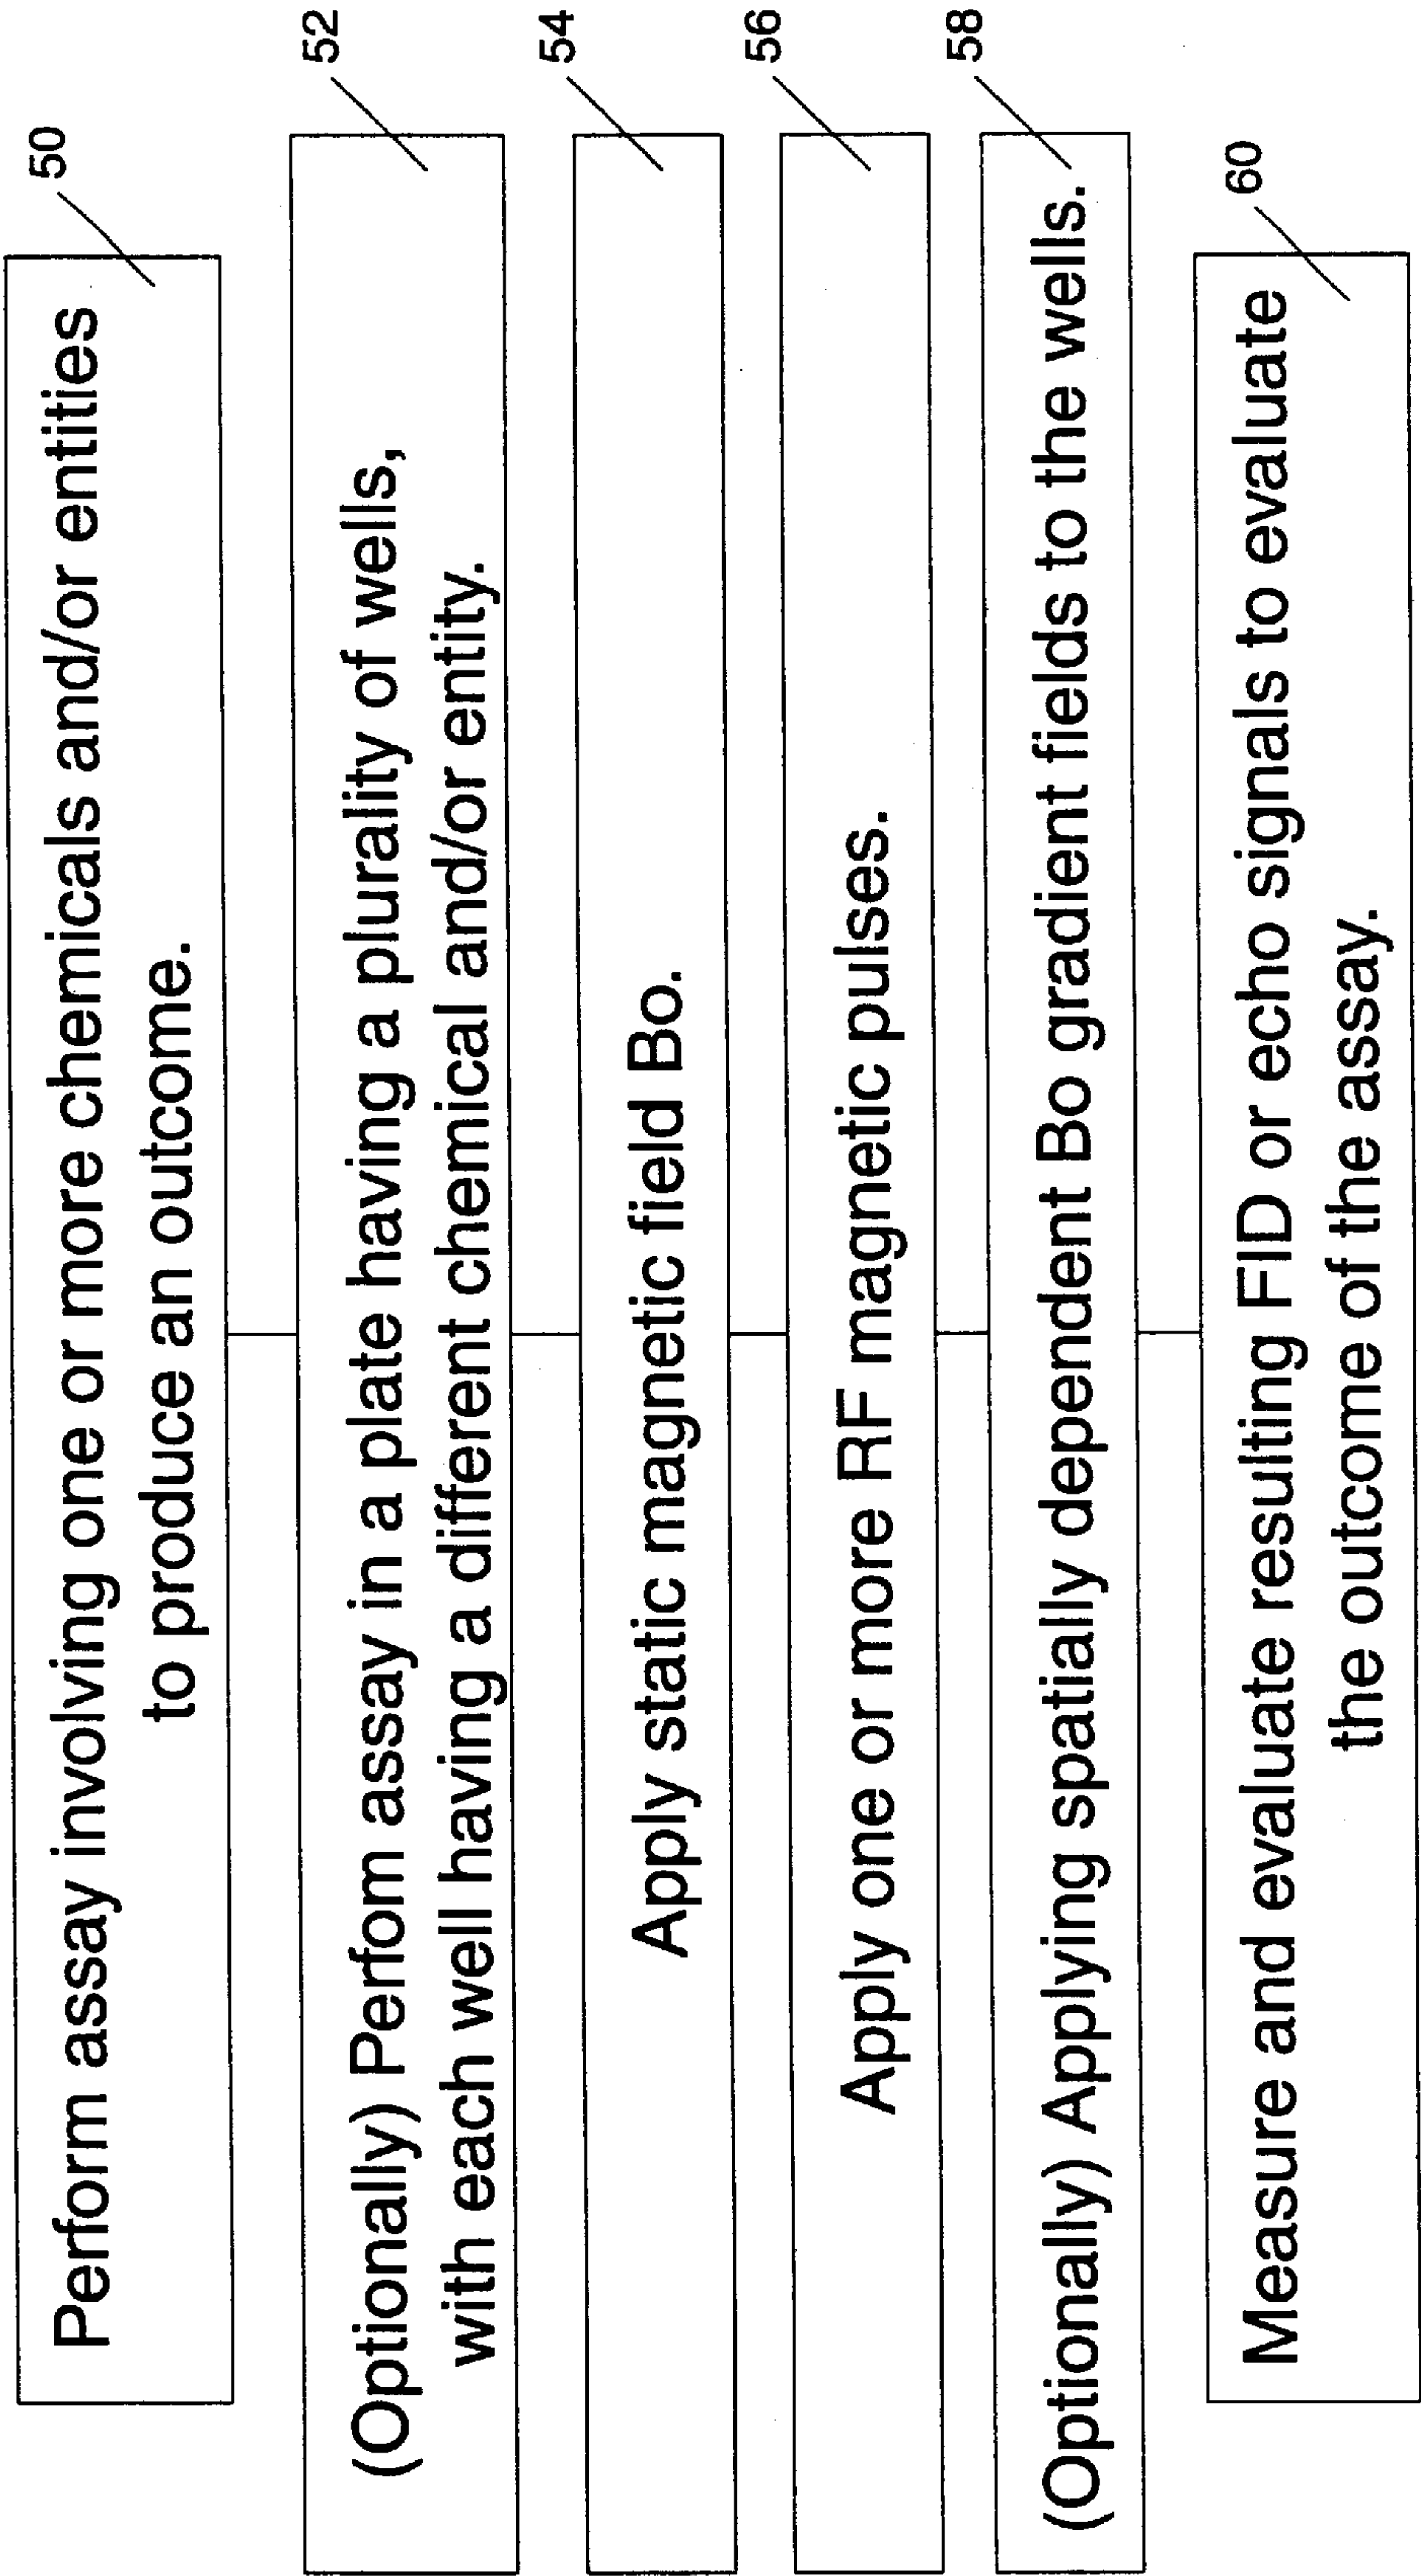 50
Perform assay involving one or more chemicals and/or entities
to produce an outcome.
52
(Optionally) Perfom assay in a plate having a plurality of wells,
with each well having a different chemical and/or entity.
54
Apply static magnetic field Bo.
56
Apply one or more RF magnetic pulses.
58
(Optionally) Applying spatially dependent Bo gradient fields to the wells.
60
Measure and evaluate resulting FID or echo signals to evaluate
the outcome of the assay.